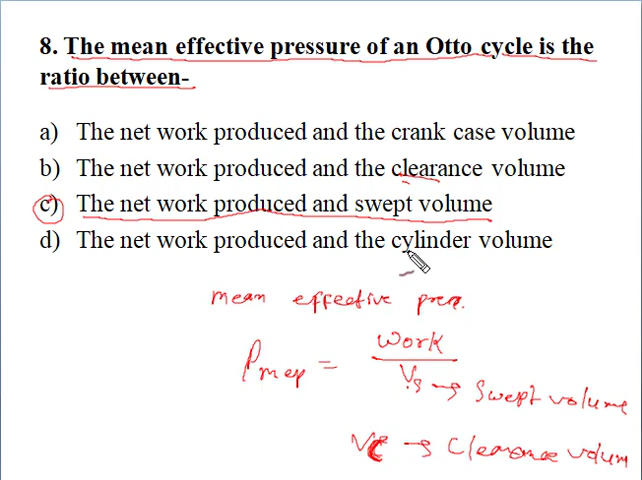 8. The mean effective pressure of an Otto cycle is the
ratio between-
a) The net work produced and the crank case volume
b) The net work produced and the clearance volume
c) The net work produced and swept volume
d) The net work produced and the cylinder volume
mean effective
Pmep = Work / Vs → Swept volume
Vc → Clearance volum